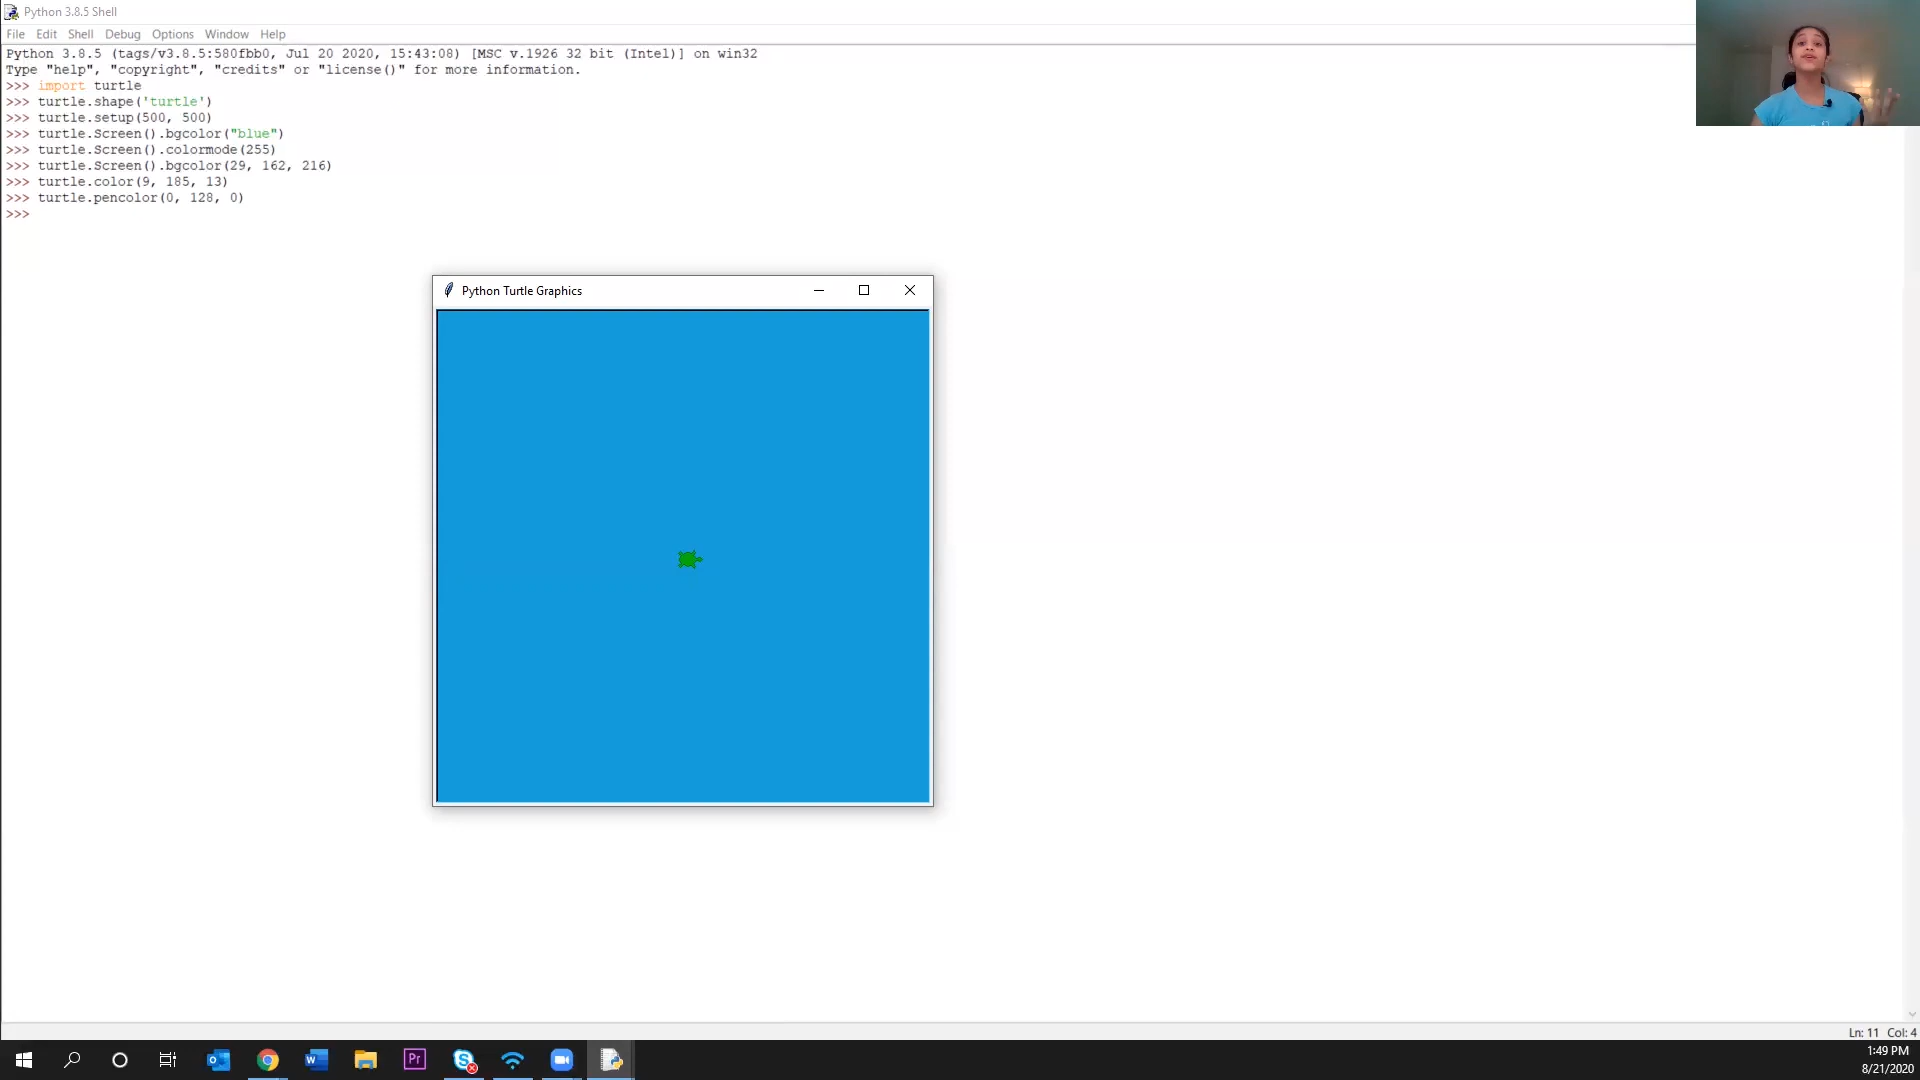 Python 3.8.5 Shell
File Edit Shell Debug Options Window Help
Python 3.8.5 (tags/v3.8.5:580fbb0, Jul 20 2020, 15:43:08) [MSC v.1926 32 bit (Intel)] on win32
Type "help", "copyright", "credits" or "license()" for more information.
>>> import turtle
>>> turtle.shape('turtle')
>>> turtle.setup(500, 500)
>>> turtle.Screen().bgcolor("blue")
>>> turtle.Screen().colormode(255)
>>> turtle.Screen().bgcolor(29, 162, 216)
>>> turtle.color(9, 185, 13)
>>> turtle.pencolor(0, 128, 0)
>>>
Python Turtle Graphics
Ln: 11 Col: 4
Pr
1:49 PM
8/21/2020